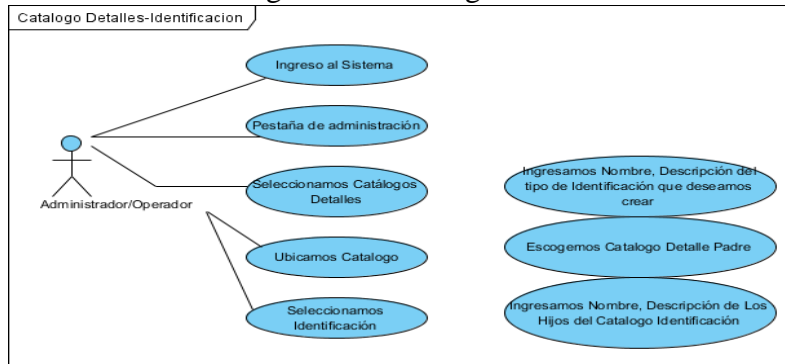 Catalogo Detalles-Identificacion
Ingreso al Sistema
Pestaña de administración
Seleccionamos Catálogos
Detalles
Administrador/Operador
Ubicamos Catalogo
Seleccionamos
Identificación
Ingresamos Nombre, Descripción del
tipo de Identificación que deseamos
crear
Escogemos Catalogo Detalle Padre
Ingresamos Nombre, Descripción de Los
Hijos del Catalogo Identificación